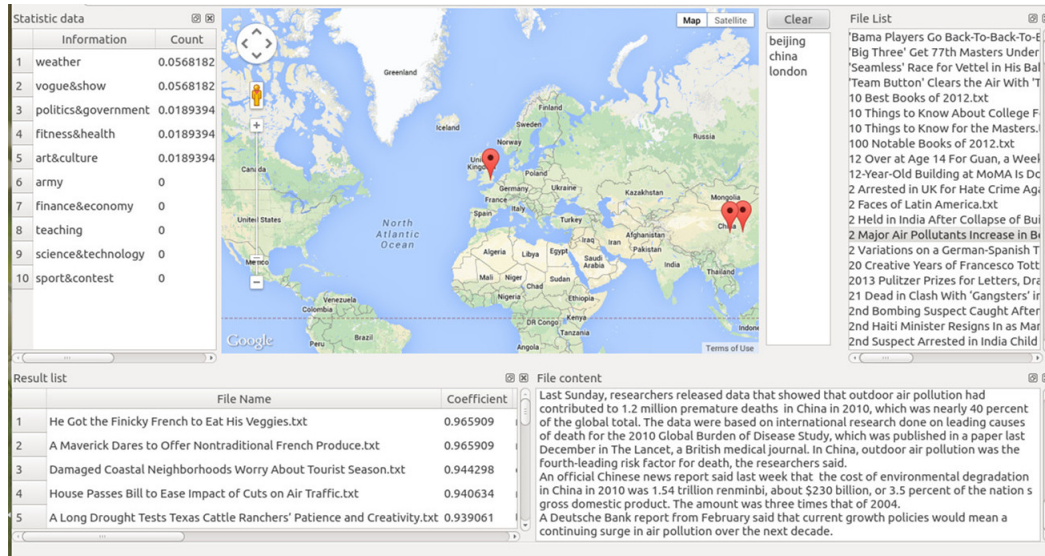 Statistic data
Information Count
1 weather 0.0568182
2 vogue&show 0.0568182
3 politics&government 0.0189394
4 fitness&health 0.0189394
5 art&culture 0.0189394
6 army 0
7 finance&economy 0
8 teaching 0
9 science&technology 0
10 sport&contest 0
Map Satellite
Greenland
Iceland
Finland
Sweden
Norway
Russia
United Kingdom
Canada
Poland
Germany
Ukraine
France
Kazakhstan
Mongolia
Spain
Italy
Turkey
United States
North
Atlantic
Ocean
China
Afghanistan
Iraq
Iran
Pakistan
Algeria
Libya
Egypt
Saudi
Arabia
India
Mexico
Mali
Niger
Chad
Sudan
Thailand
Nigeria
Ethiopia
Venezuela
Colombia
Kenya
DR Congo
Tanzania
Indone
Brazil
Peru
Angola
Google
Terms of Use
Clear
beijing
china
london
File List
'Bama Players Go Back-To-Back-To-B
'Big Three' Get 77th Masters Under
'Seamless' Race for Vettel in His Bal
'Team Button' Clears the Air With 'T
10 Best Books of 2012.txt
10 Things to Know About College F
10 Things to Know for the Masters.t
100 Notable Books of 2012.txt
12 Over at Age 14 For Guan, a Week
12-Year-Old Building at MoMA Is Do
2 Arrested in UK for Hate Crime Aga
2 Faces of Latin America.txt
2 Held in India After Collapse of Bui
2 Major Air Pollutants Increase in Be
2 Variations on a German-Spanish T
20 Creative Years of Francesco Tott
2013 Pulitzer Prizes for Letters, Dra
21 Dead in Clash With 'Gangsters' in
2nd Bombing Suspect Caught After
2nd Haiti Minister Resigns In as Mar
2nd Suspect Arrested in India Child
Result list
File Name Coefficient
1 He Got the Finicky French to Eat His Veggies.txt 0.965909
2 A Maverick Dares to Offer Nontraditional French Produce.txt 0.965909
3 Damaged Coastal Neighborhoods Worry About Tourist Season.txt 0.944298
4 House Passes Bill to Ease Impact of Cuts on Air Traffic.txt 0.940634
5 A Long Drought Tests Texas Cattle Ranchers' Patience and Creativity.txt 0.939061
File content
Last Sunday, researchers released data that showed that outdoor air pollution had
contributed to 1.2 million premature deaths in China in 2010, which was nearly 40 percent
of the global total. The data were based on international research done on leading causes
of death for the 2010 Global Burden of Disease Study, which was published in a paper last
December in The Lancet, a British medical journal. In China, outdoor air pollution was the
fourth-leading risk factor for death, the researchers said.
An official Chinese news report said last week that the cost of environmental degradation
in China in 2010 was 1.54 trillion renminbi, about $230 billion, or 3.5 percent of the nation s
gross domestic product. The amount was three times that of 2004.
A Deutsche Bank report from February said that current growth policies would mean a
continuing surge in air pollution over the next decade.